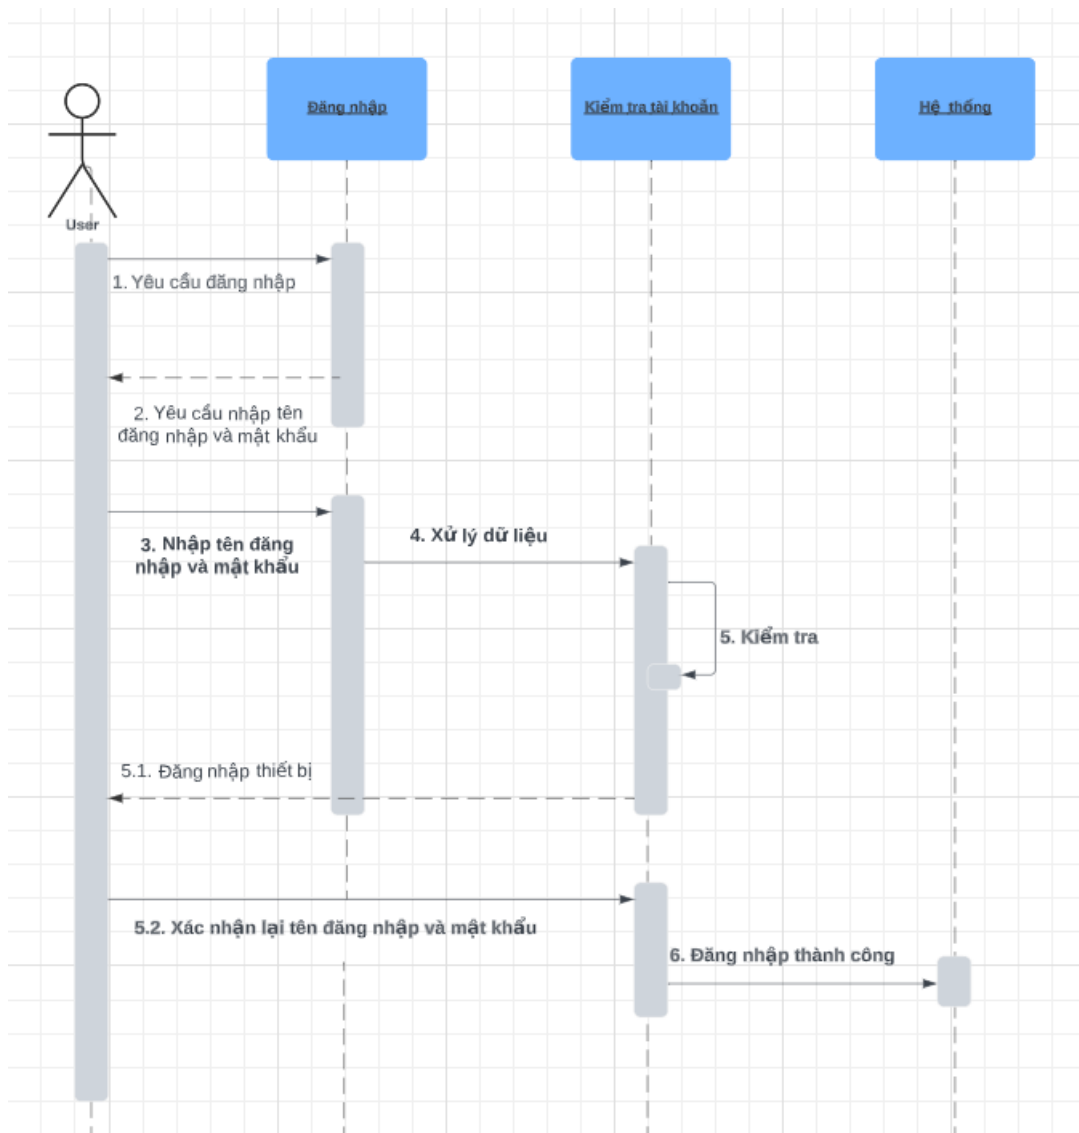 Đăng nhập
Kiểm tra tài khoản
Hệ thống
User
1. Yêu cầu đăng nhập
2. Yêu cầu nhập tên
đăng nhập và mật khẩu
3. Nhập tên đăng
nhập và mật khẩu
4. Xử lý dữ liệu
5. Kiểm tra
5.1. Đăng nhập thiết bị
5.2. Xác nhận lại tên đăng nhập và mật khẩu
6. Đăng nhập thành công